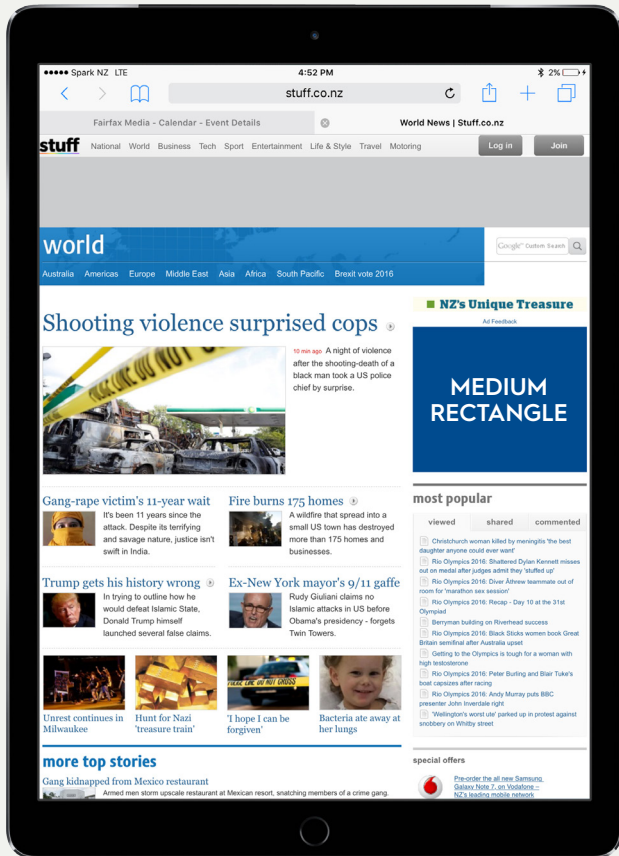 Spark NZ LTE 4:52 PM 2%
stuff.co.nz
Fairfax Media - Calendar - Event Details World News | Stuff.co.nz
stuff National World Business Tech Sport Entertainment Life & Style Travel Motoring Log in Join
world
Google™ Custom Search
Australia Americas Europe Middle East Asia Africa South Pacific Brexit vote 2016
Shooting violence surprised cops
10 min ago A night of violence
after the shooting-death of a
black man took a US police
chief by surprise.
POLICE LINE DO NOT
Gang-rape victim's 11-year wait
It's been 11 years since the
attack. Despite its terrifying
and savage nature, justice isn't
swift in India.
Fire burns 175 homes
A wildfire that spread into a
small US town has destroyed
more than 175 homes and
businesses.
Trump gets his history wrong
In trying to outline how he
would defeat Islamic State,
Donald Trump himself
launched several false claims.
Ex-New York mayor's 9/11 gaffe
Rudy Giuliani claims no
Islamic attacks in US before
Obama's presidency - forgets
Twin Towers.
Unrest continues in
Milwaukee
Hunt for Nazi
'treasure train'
'I hope I can be
forgiven'
Bacteria ate away at
her lungs
more top stories
Gang kidnapped from Mexico restaurant
Armed men storm upscale restaurant at Mexican resort, snatching members of a crime gang.
NZ's Unique Treasure
Ad Feedback
MEDIUM
RECTANGLE
most popular
viewed shared commented
Christchurch woman killed by meningitis 'the best
daughter anyone could ever want'
Rio Olympics 2016: Shattered Dylan Kennett misses
out on medal after judges admit they 'stuffed up'
Rio Olympics 2016: Diver Áthrew teammate out of
room for 'marathon sex session'
Rio Olympics 2016: Recap - Day 10 at the 31st
Olympiad
Berryman building on Riverhead success
Rio Olympics 2016: Black Sticks women book Great
Britain semifinal after Australia upset
Getting to the Olympics is tough for a woman with
high testosterone
Rio Olympics 2016: Peter Burling and Blair Tuke's
boat capsizes after racing
Rio Olympics 2016: Andy Murray puts BBC
presenter John Inverdale right
'Wellington's worst ute' parked up in protest against
snobbery on Whitby street
special offers
Pre-order the all new Samsung
Galaxy Note 7, on Vodafone –
NZ's leading mobile network